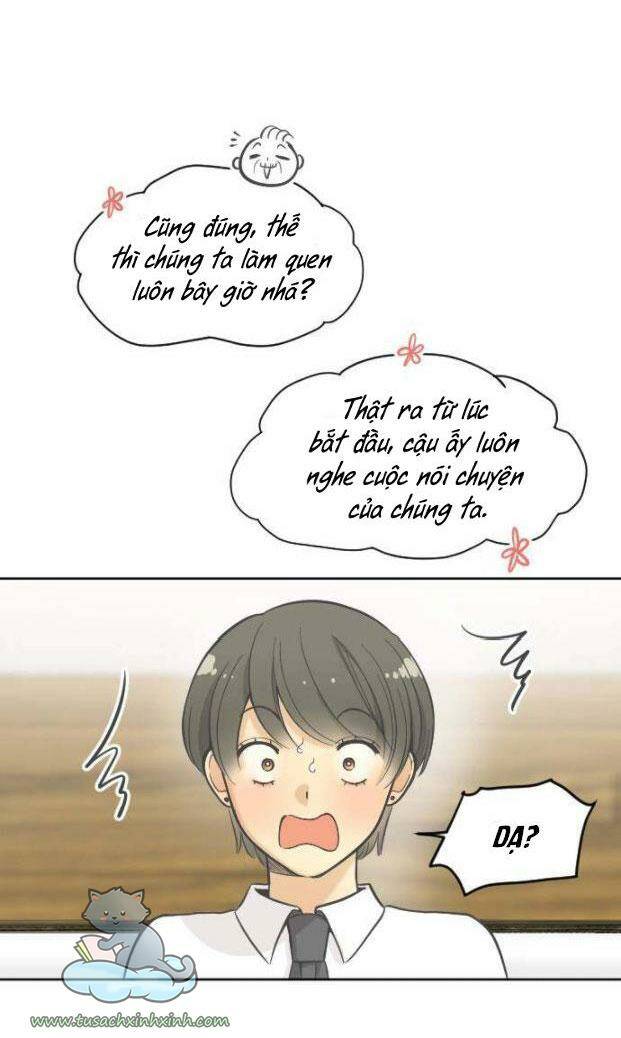 Cũng đúng, thế
thì chúng ta làm quen
luôn bây giờ nhá?
Thật ra từ lúc
bắt đầu, cậu ấy luôn
nghe cuộc nói chuyện
của chúng ta.
DẠ?
www.tusachxinhxinh.com